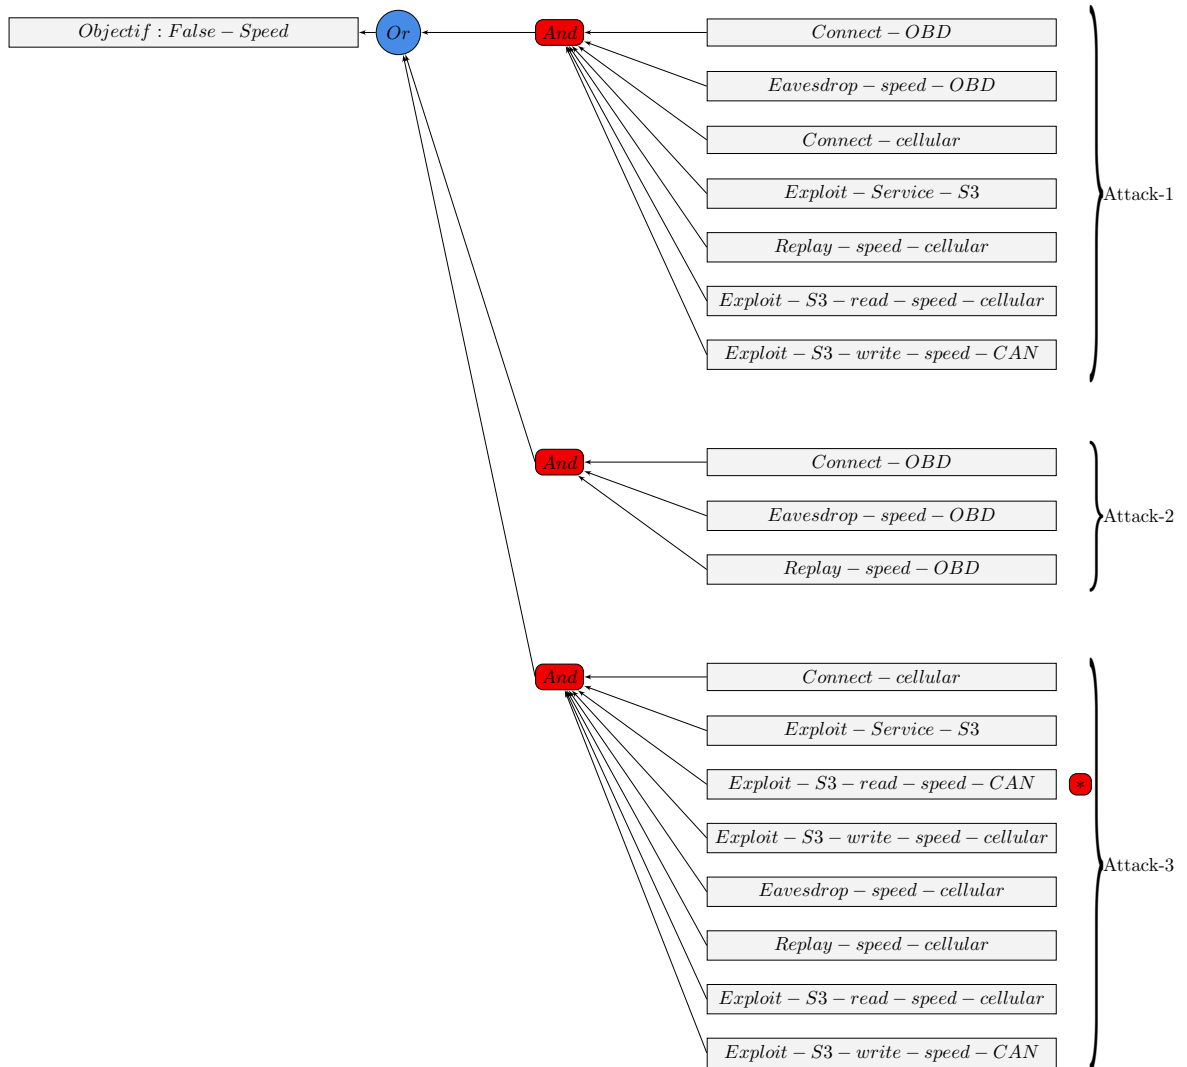 Objectif : False − Speed
Or
And
Connect − OBD
Eavesdrop − speed − OBD
Connect − cellular
Exploit − Service − S3
Replay − speed − cellular
Exploit − S3 − read − speed − cellular
Exploit − S3 − write − speed − CAN
Attack-1
And
Connect − OBD
Eavesdrop − speed − OBD
Replay − speed − OBD
Attack-2
And
Connect − cellular
Exploit − Service − S3
Exploit − S3 − read − speed − CAN
*
Exploit − S3 − write − speed − cellular
Eavesdrop − speed − cellular
Replay − speed − cellular
Exploit − S3 − read − speed − cellular
Exploit − S3 − write − speed − CAN
Attack-3